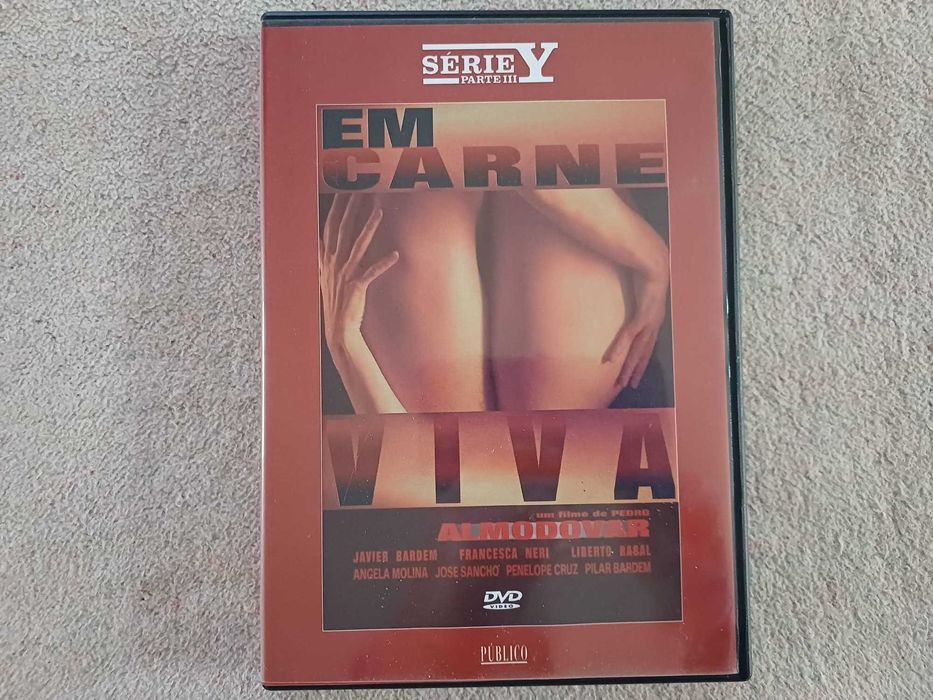 SÉRIE Y
PARTE III
EM
CARNE
VIVA
um filme de PEDRO
ALMODOVAR
JAVIER BARDEM FRANCESCA NERI LIBERTO RABAL
ANGELA MOLINA JOSE SANCHO PENELOPE CRUZ PILAR BARDEM
DVD
VIDEO
PÚBLICO